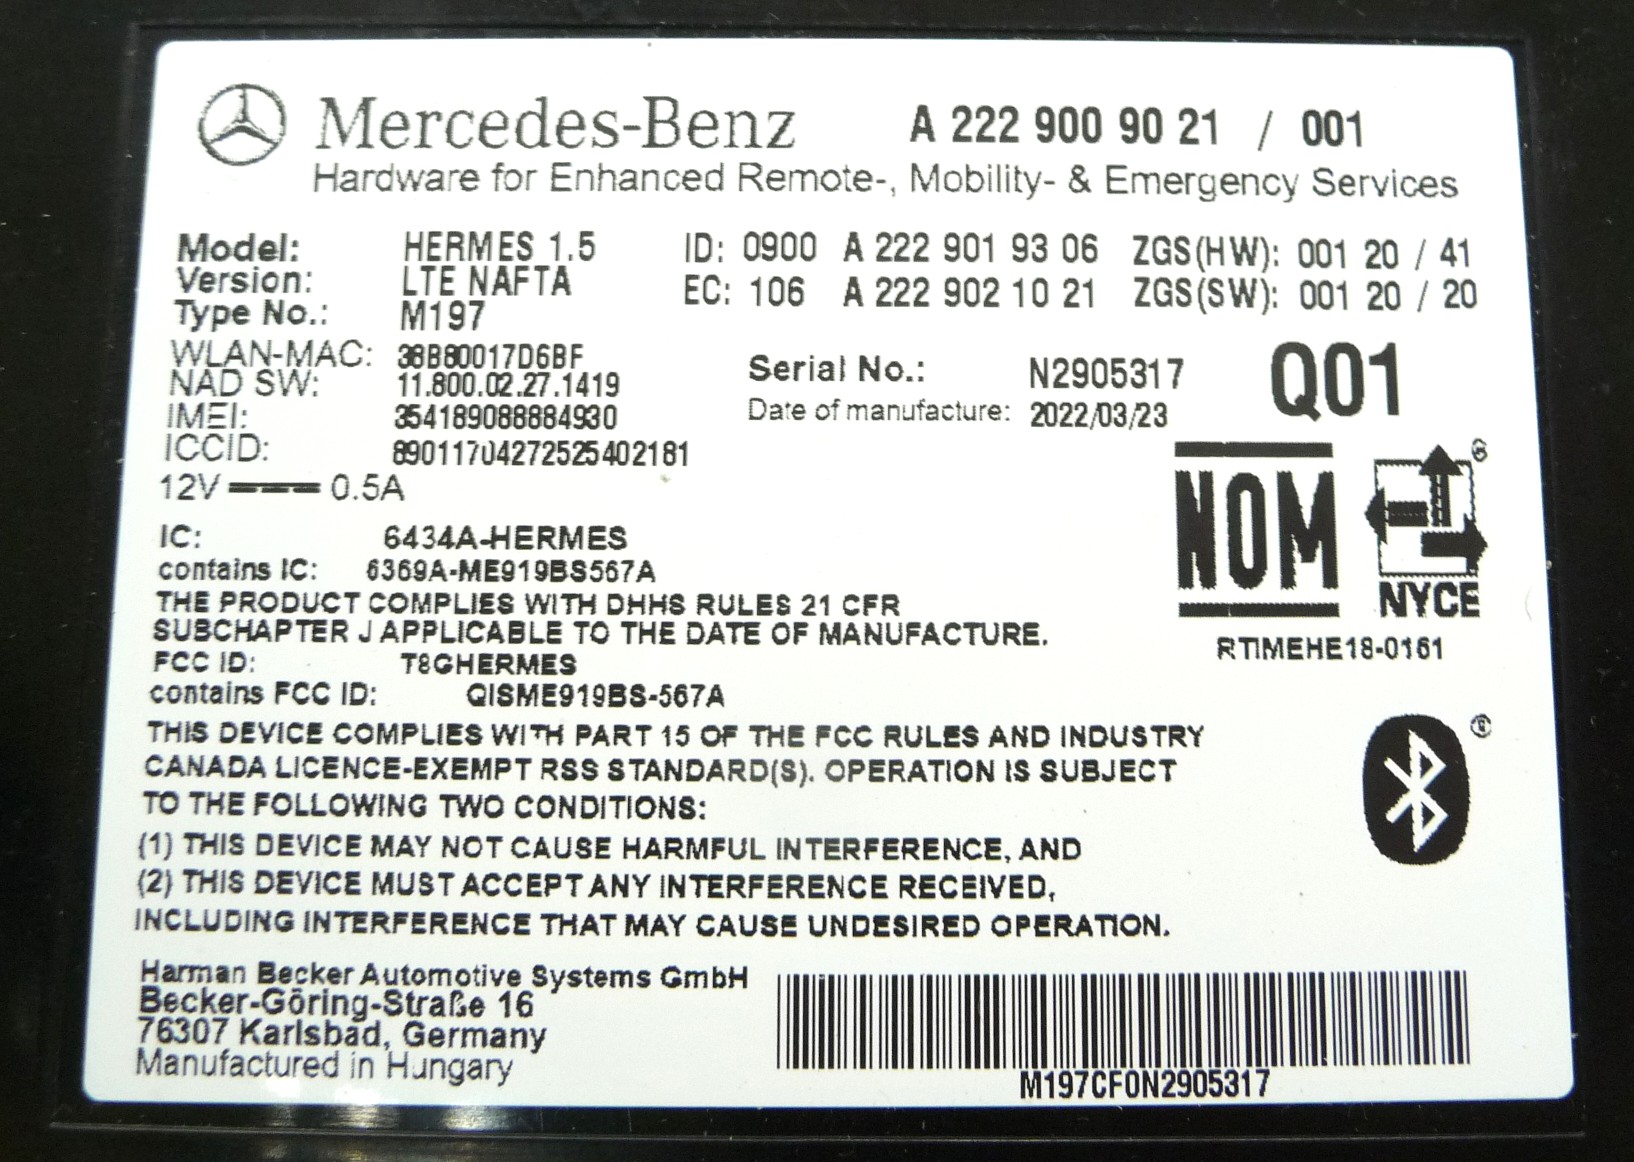 Mercedes-Benz A 222 900 90 21 / 001
Hardware for Enhanced Remote-, Mobility- & Emergency Services
Model: HERMES 1.5 ID: 0900 A 222 901 93 06 ZGS(HW): 001 20 / 41
Version: LTE NAFTA EC: 106 A 222 902 10 21 ZGS(SW): 001 20 / 20
Type No.: M197
WLAN-MAC: 38B80017D6BF
NAD SW: 11.800.02.27.1419
IMEI: 354189088884930
ICCID: 89011704272525402181
Serial No.: N2905317 Q01
Date of manufacture: 2022/03/23
12V 0.5A
NOM
NYCE
RTIMEHE18-0161
IC: 6434A-HERMES
contains IC: 6369A-ME919BS567A
THE PRODUCT COMPLIES WITH DHHS RULES 21 CFR
SUBCHAPTER J APPLICABLE TO THE DATE OF MANUFACTURE.
FCC ID: T8GHERMES
contains FCC ID: QISME919BS-567A
THIS DEVICE COMPLIES WITH PART 15 OF THE FCC RULES AND INDUSTRY
CANADA LICENCE-EXEMPT RSS STANDARD(S). OPERATION IS SUBJECT
TO THE FOLLOWING TWO CONDITIONS:
(1) THIS DEVICE MAY NOT CAUSE HARMFUL INTERFERENCE, AND
(2) THIS DEVICE MUST ACCEPT ANY INTERFERENCE RECEIVED,
INCLUDING INTERFERENCE THAT MAY CAUSE UNDESIRED OPERATION.
Harman Becker Automotive Systems GmbH
Becker-Göring-Straße 16
76307 Karlsbad, Germany
Manufactured in Hungary
M197CF0N2905317